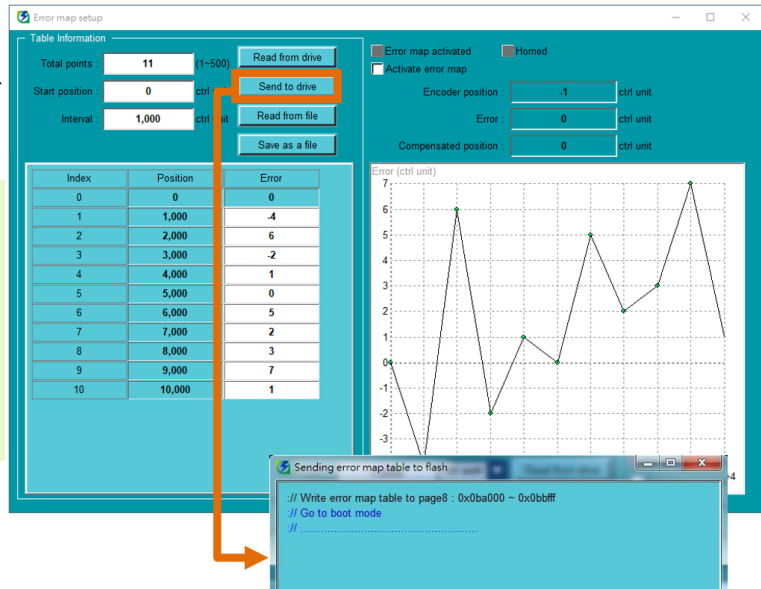 Error map setup
Table Information
Total points : 11 (1~500) Read from drive
Start position : 0 ctrl Send to drive
Interval : 1,000 ctrl unit Read from file
Save as a file
Error map activated Homed
Activate error map
Encoder position : -1 ctrl unit
Error : 0 ctrl unit
Compensated position : 0 ctrl unit
Index Position Error
0 0 0
1 1,000 -4
2 2,000 6
3 3,000 -2
4 4,000 1
5 5,000 0
6 6,000 5
7 7,000 2
8 8,000 3
9 9,000 7
10 10,000 1
Error (ctrl unit)
7
6
5
4
3
2
1
0
-1
-2
-3
Sending error map table to flash
:// Write error map table to page8 : 0x0ba000 ~ 0x0bbfff
:// Go to boot mode
:// ......................................................